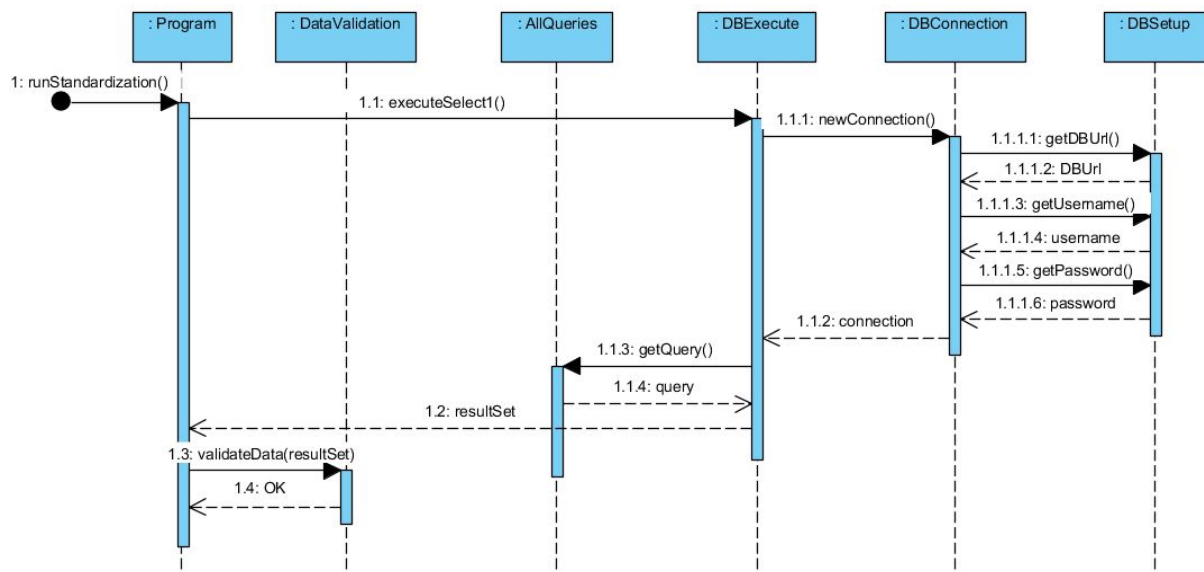 : Program
: DataValidation
: AllQueries
: DBExecute
: DBConnection
: DBSetup
1: runStandardization()
1.1: executeSelect1()
1.1.1: newConnection()
1.1.1.1: getDBUrl()
1.1.1.2: DBUrl
1.1.1.3: getUsername()
1.1.1.4: username
1.1.1.5: getPassword()
1.1.1.6: password
1.1.2: connection
1.1.3: getQuery()
1.1.4: query
1.2: resultSet
1.3: validateData(resultSet)
1.4: OK